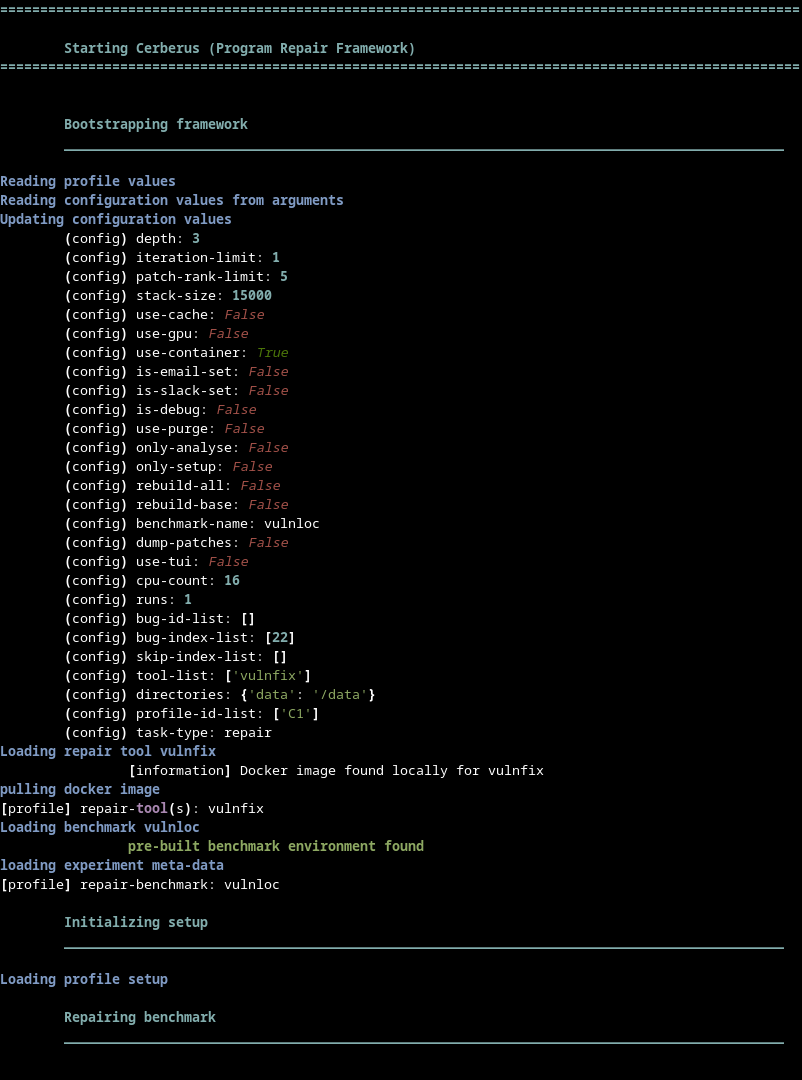 ====================================================================================================
Starting Cerberus (Program Repair Framework)
====================================================================================================
Bootstrapping framework
Reading profile values
Reading configuration values from arguments
Updating configuration values
(config) depth: 3
(config) iteration-limit: 1
(config) patch-rank-limit: 5
(config) stack-size: 15000
(config) use-cache: False
(config) use-gpu: False
(config) use-container: True
(config) is-email-set: False
(config) is-slack-set: False
(config) is-debug: False
(config) use-purge: False
(config) only-analyse: False
(config) only-setup: False
(config) rebuild-all: False
(config) rebuild-base: False
(config) benchmark-name: vulnloc
(config) dump-patches: False
(config) use-tui: False
(config) cpu-count: 16
(config) runs: 1
(config) bug-id-list: []
(config) bug-index-list: [22]
(config) skip-index-list: []
(config) tool-list: ['vulnfix']
(config) directories: {'data': '/data'}
(config) profile-id-list: ['C1']
(config) task-type: repair
Loading repair tool vulnfix
[information] Docker image found locally for vulnfix
pulling docker image
[profile] repair-tool(s): vulnfix
Loading benchmark vulnloc
pre-built benchmark environment found
loading experiment meta-data
[profile] repair-benchmark: vulnloc
Initializing setup
Loading profile setup
Repairing benchmark